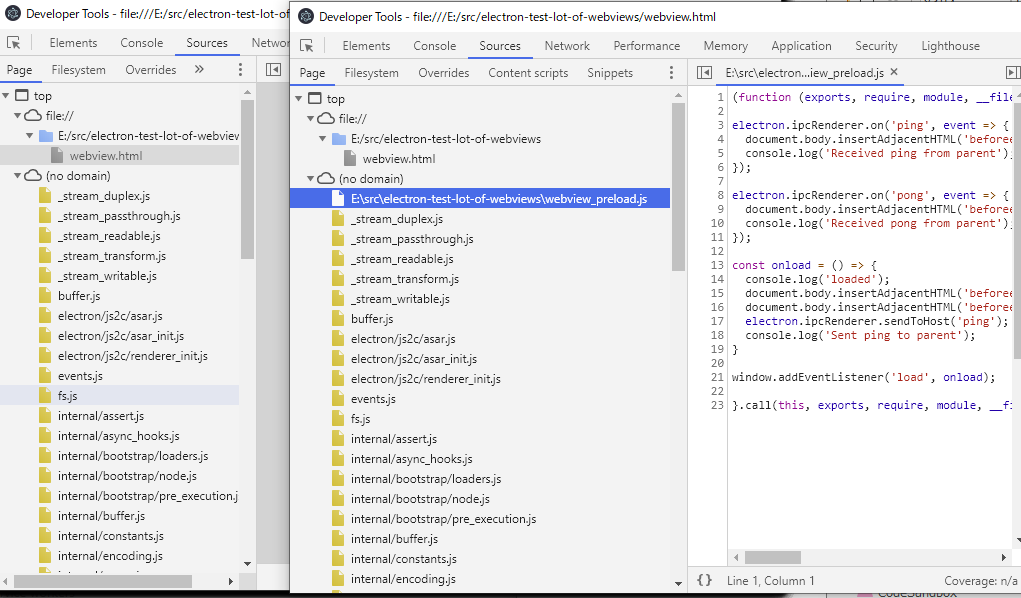 Developer Tools - file:///E:/src/electron-test-lot-of
Elements Console Sources Networ
Page Filesystem Overrides »
top
file://
E:/src/electron-test-lot-of-webview
webview.html
(no domain)
_stream_duplex.js
_stream_passthrough.js
_stream_readable.js
_stream_transform.js
_stream_writable.js
buffer.js
electron/js2c/asar.js
electron/js2c/asar_init.js
electron/js2c/renderer_init.js
events.js
fs.js
internal/assert.js
internal/async_hooks.js
internal/bootstrap/loaders.js
internal/bootstrap/node.js
internal/bootstrap/pre_execution.j
internal/buffer.js
internal/constants.js
internal/encoding.js
Developer Tools - file:///E:/src/electron-test-lot-of-webviews/webview.html
Elements Console Sources Network Performance Memory Application Security Lighthouse
Page Filesystem Overrides Content scripts Snippets
top
file://
E:/src/electron-test-lot-of-webviews
webview.html
(no domain)
E:\src\electron-test-lot-of-webviews\webview_preload.js
_stream_duplex.js
_stream_passthrough.js
_stream_readable.js
_stream_transform.js
_stream_writable.js
buffer.js
electron/js2c/asar.js
electron/js2c/asar_init.js
electron/js2c/renderer_init.js
events.js
fs.js
internal/assert.js
internal/async_hooks.js
internal/bootstrap/loaders.js
internal/bootstrap/node.js
internal/bootstrap/pre_execution.js
internal/buffer.js
internal/constants.js
internal/encoding.js
E:\src\electron...iew_preload.js ×
1 (function (exports, require, module, __file
2
3 electron.ipcRenderer.on('ping', event => {
4 document.body.insertAdjacentHTML('beforee
5 console.log('Received ping from parent');
6 });
7
8 electron.ipcRenderer.on('pong', event => {
9 document.body.insertAdjacentHTML('beforee
10 console.log('Received pong from parent');
11 });
12
13 const onload = () => {
14 console.log('loaded');
15 document.body.insertAdjacentHTML('beforee
16 document.body.insertAdjacentHTML('beforee
17 electron.ipcRenderer.sendToHost('ping');
18 console.log('Sent ping to parent');
19 }
20
21 window.addEventListener('load', onload);
22
23 }.call(this, exports, require, module, __fi
{} Line 1, Column 1 Coverage: n/a